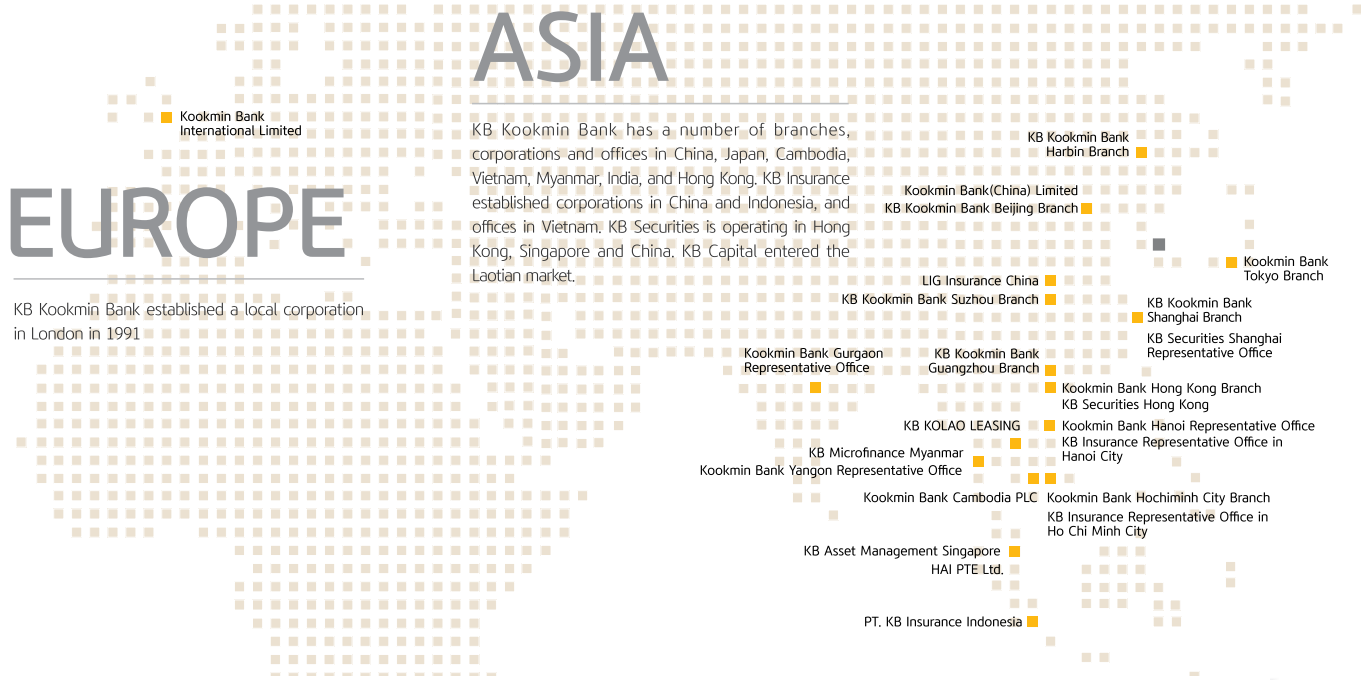 ASIA
KB Kookmin Bank has a number of branches,
corporations and offices in China, Japan, Cambodia,
Vietnam, Myanmar, India, and Hong Kong. KB Insurance
established corporations in China and Indonesia, and
offices in Vietnam. KB Securities is operating in Hong
Kong, Singapore and China. KB Capital entered the
Laotian market.
Kookmin Bank
International Limited
EUROPE
KB Kookmin Bank established a local corporation
in London in 1991
KB Kookmin Bank
Harbin Branch
Kookmin Bank(China) Limited
KB Kookmin Bank Beijing Branch
Kookmin Bank
Tokyo Branch
LIG Insurance China
KB Kookmin Bank Suzhou Branch
KB Kookmin Bank
Shanghai Branch
KB Securities Shanghai
Representative Office
Kookmin Bank Gurgaon
Representative Office
KB Kookmin Bank
Guangzhou Branch
Kookmin Bank Hong Kong Branch
KB Securities Hong Kong
KB KOLAO LEASING
Kookmin Bank Hanoi Representative Office
KB Insurance Representative Office in
Hanoi City
KB Microfinance Myanmar
Kookmin Bank Yangon Representative Office
Kookmin Bank Cambodia PLC
Kookmin Bank Hochiminh City Branch
KB Insurance Representative Office in
Ho Chi Minh City
KB Asset Management Singapore
HAI PTE Ltd.
PT. KB Insurance Indonesia